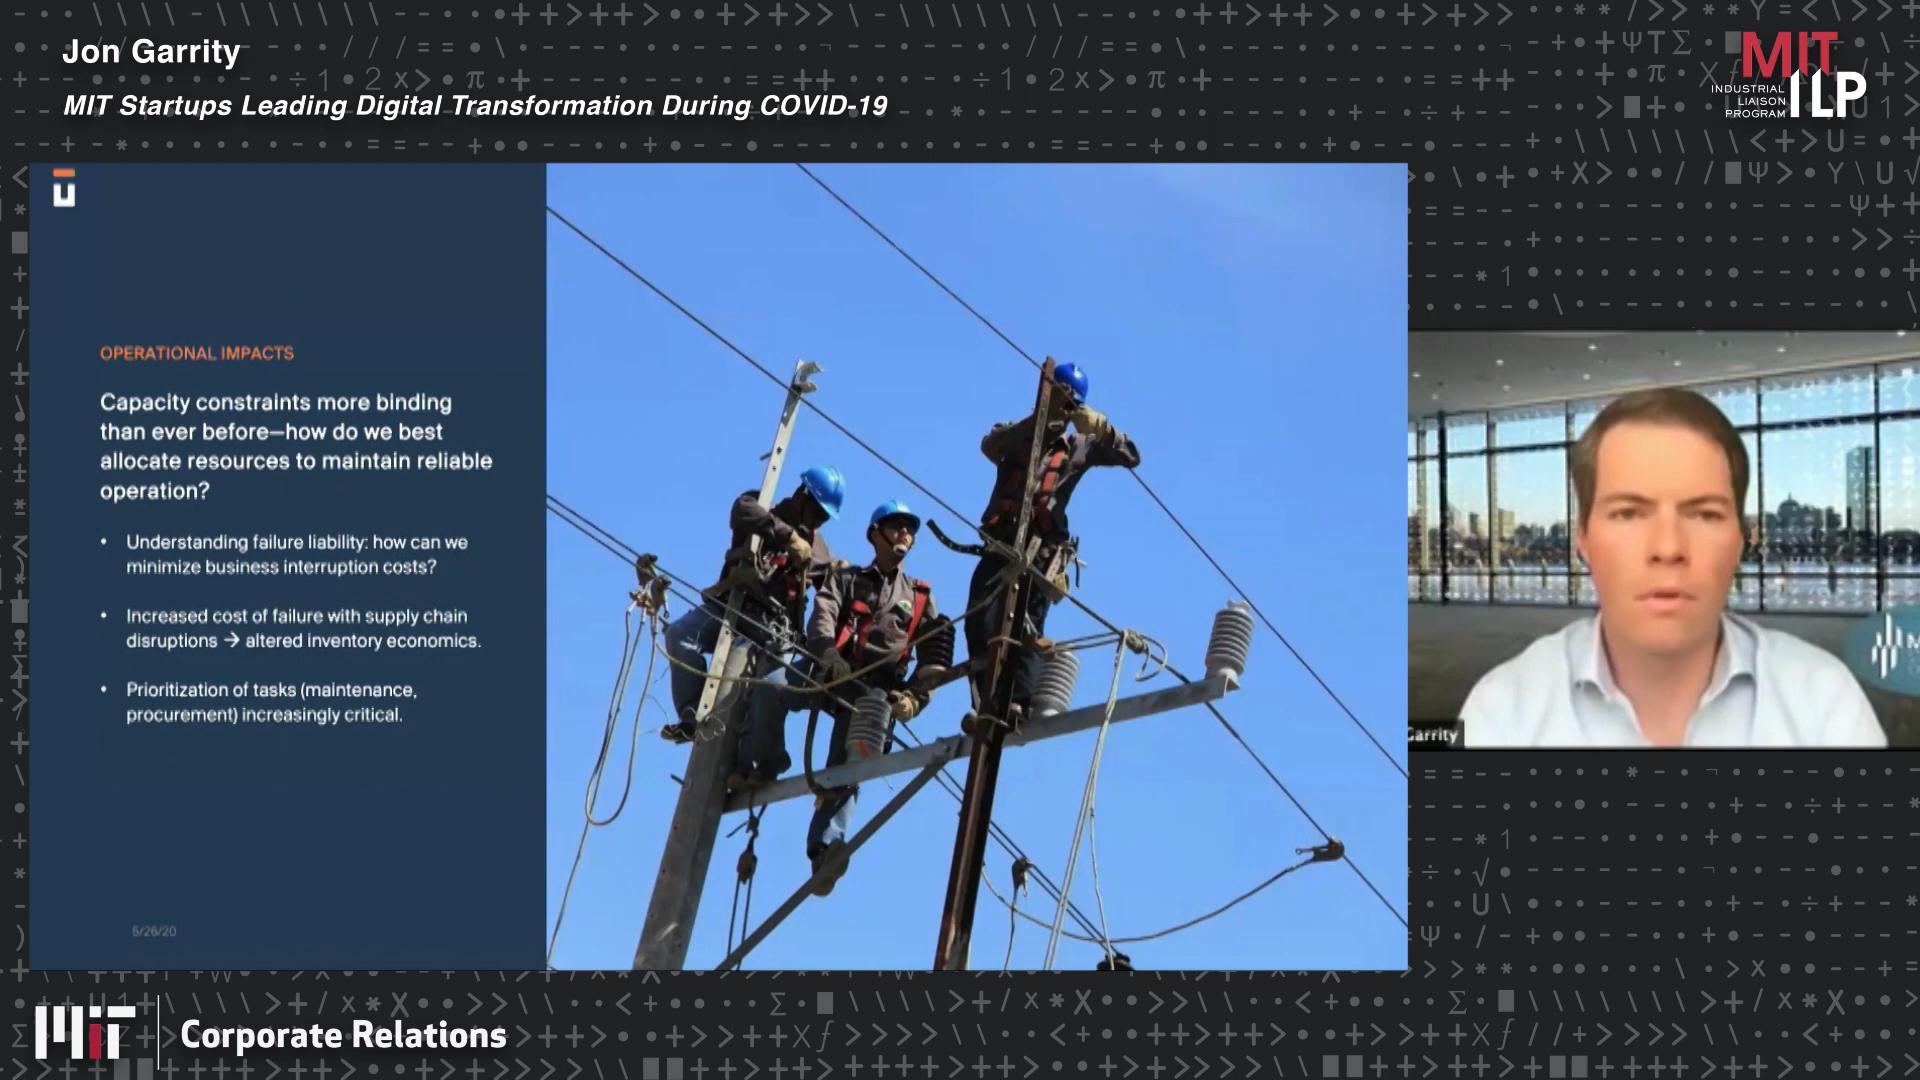 Jon Garrity
MIT Startups Leading Digital Transformation During COVID-19
MIT
INDUSTRIAL
LIAISON
PROGRAM
ILP
OPERATIONAL IMPACTS
Capacity constraints more binding
than ever before—how do we best
allocate resources to maintain reliable
operation?
• Understanding failure liability: how can we
minimize business interruption costs?
• Increased cost of failure with supply chain
disruptions → altered inventory economics.
• Prioritization of tasks (maintenance,
procurement) increasingly critical.
5/26/20
Garrity
MIT
Corporate Relations